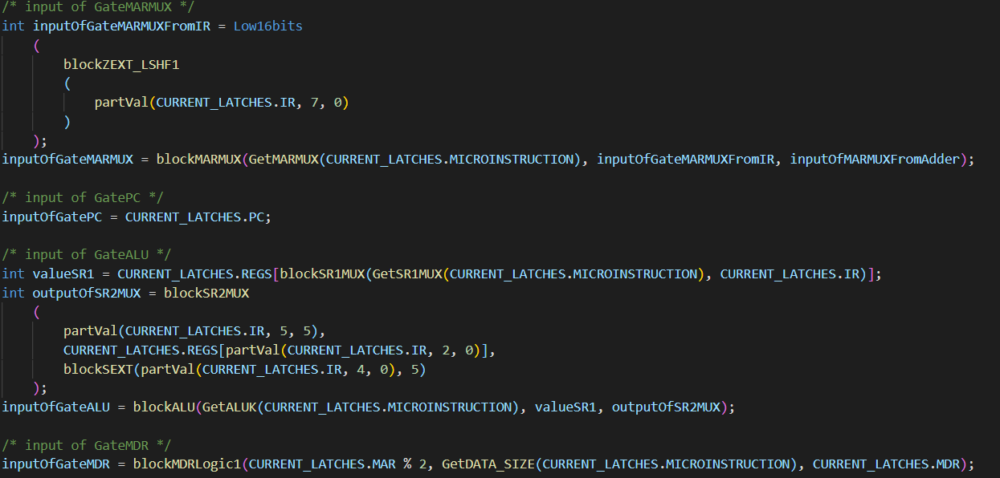 /* input of GateMARMUX */
int inputOfGateMARMUXFromIR = Low16bits
(
blockZEXT_LSHF1
(
partVal(CURRENT_LATCHES.IR, 7, 0)
)
);
inputOfGateMARMUX = blockMARMUX(GetMARMUX(CURRENT_LATCHES.MICROINSTRUCTION), inputOfGateMARMUXFromIR, inputOfMARMUXFromAdder);
/* input of GatePC */
inputOfGatePC = CURRENT_LATCHES.PC;
/* input of GateALU */
int valueSR1 = CURRENT_LATCHES.REGS[blockSR1MUX(GetSR1MUX(CURRENT_LATCHES.MICROINSTRUCTION), CURRENT_LATCHES.IR)];
int outputOfSR2MUX = blockSR2MUX
(
partVal(CURRENT_LATCHES.IR, 5, 5),
CURRENT_LATCHES.REGS[partVal(CURRENT_LATCHES.IR, 2, 0)],
blockSEXT(partVal(CURRENT_LATCHES.IR, 4, 0), 5)
);
inputOfGateALU = blockALU(GetALUK(CURRENT_LATCHES.MICROINSTRUCTION), valueSR1, outputOfSR2MUX);
/* input of GateMDR */
inputOfGateMDR = blockMDRLogic1(CURRENT_LATCHES.MAR % 2, GetDATA_SIZE(CURRENT_LATCHES.MICROINSTRUCTION), CURRENT_LATCHES.MDR);